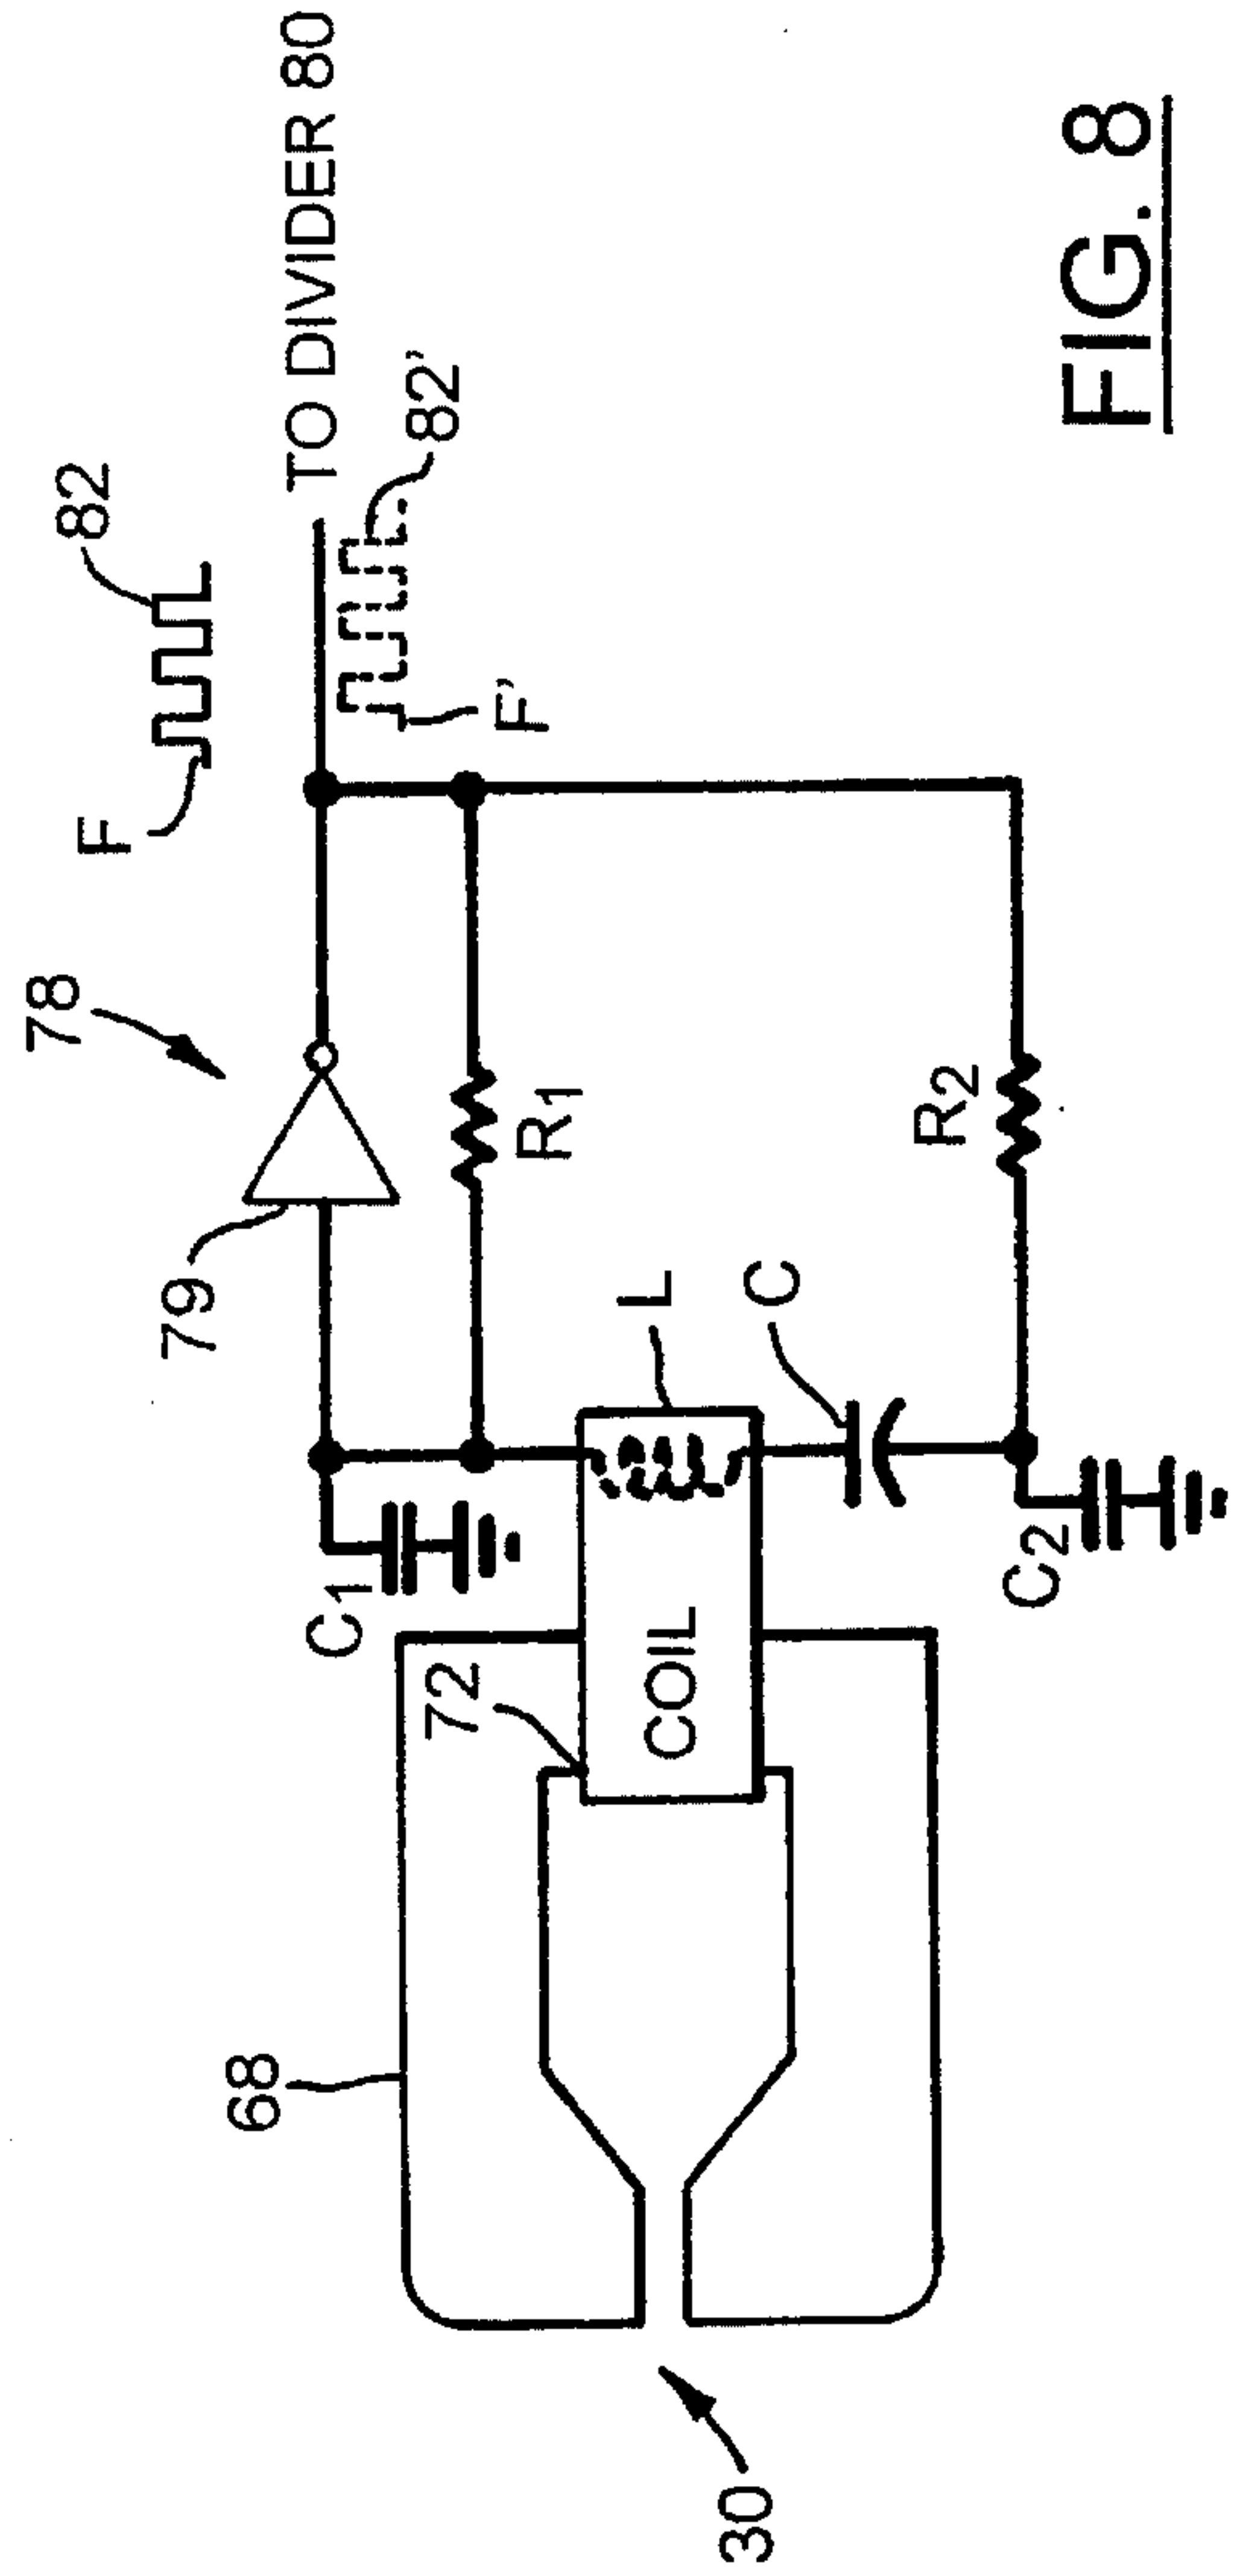 82
F
TO DIVIDER 80
78
82'
F'
79
R1
L
C
R2
C1
72
COIL
C2
68
30
FIG. 8